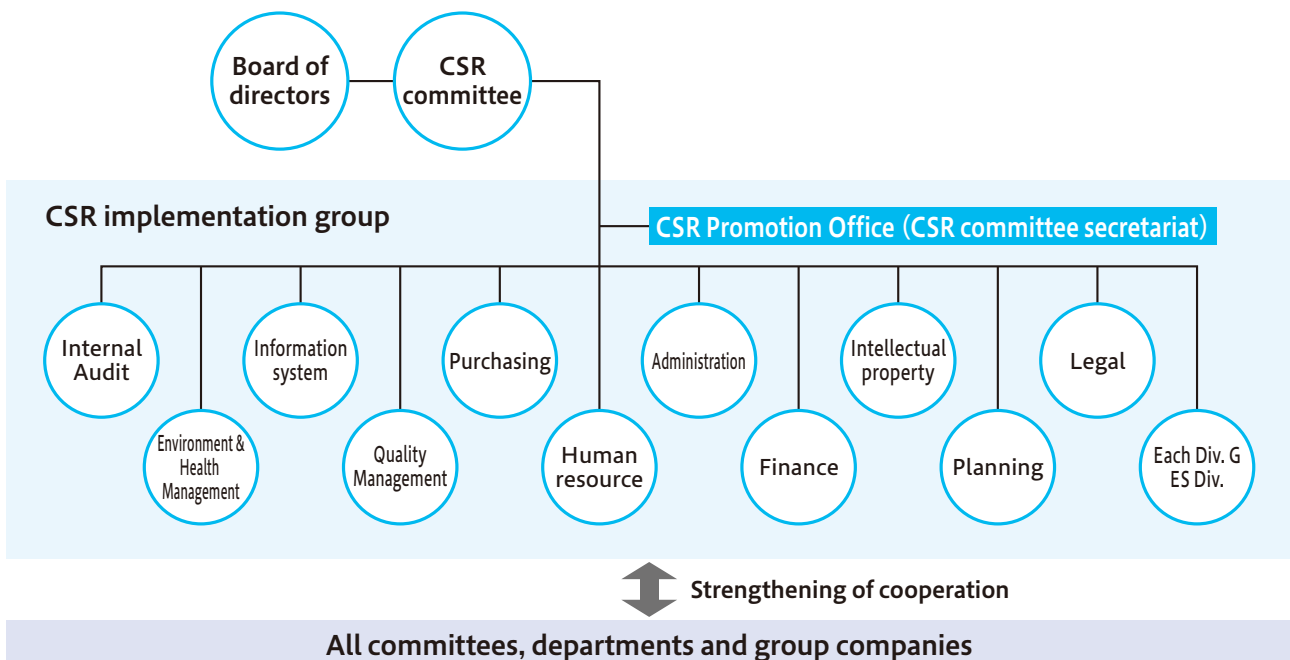 Board of
directors
CSR
committee
CSR implementation group
CSR Promotion Office (CSR committee secretariat)
Internal
Audit
Information
system
Purchasing
Administration
Intellectual
property
Legal
Environment &
Health
Management
Quality
Management
Human
resource
Finance
Planning
Each Div. G
ES Div.
Strengthening of cooperation
All committees, departments and group companies